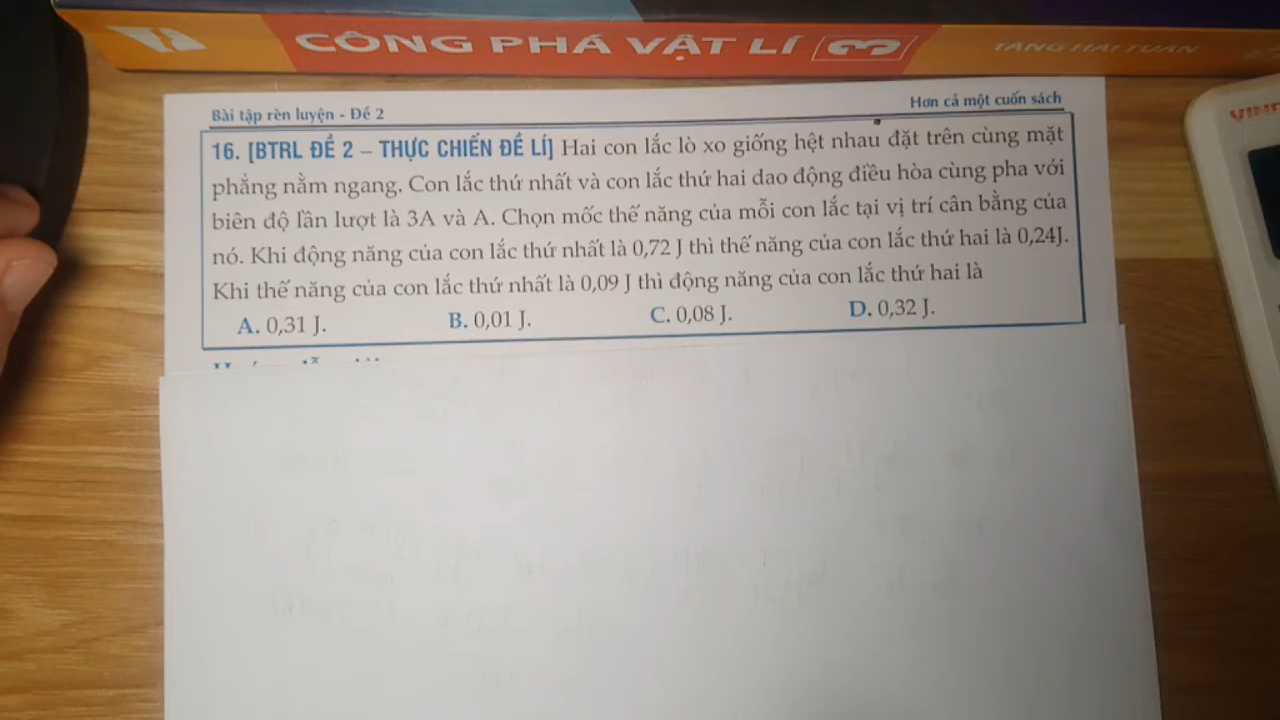 CÔNG PHÁ VẬT LÍ 3
TĂNG HẢI TUÂN
Bài tập rèn luyện - Đề 2
Hơn cả một cuốn sách
16. [BTRL ĐỀ 2 – THỰC CHIẾN ĐỀ LÍ] Hai con lắc lò xo giống hệt nhau đặt trên cùng mặt
phẳng nằm ngang. Con lắc thứ nhất và con lắc thứ hai dao động điều hòa cùng pha với
biên độ lần lượt là 3A và A. Chọn mốc thế năng của mỗi con lắc tại vị trí cân bằng của
nó. Khi động năng của con lắc thứ nhất là 0,72 J thì thế năng của con lắc thứ hai là 0,24J.
Khi thế năng của con lắc thứ nhất là 0,09 J thì động năng của con lắc thứ hai là
A. 0,31 J. B. 0,01 J. C. 0,08 J. D. 0,32 J.